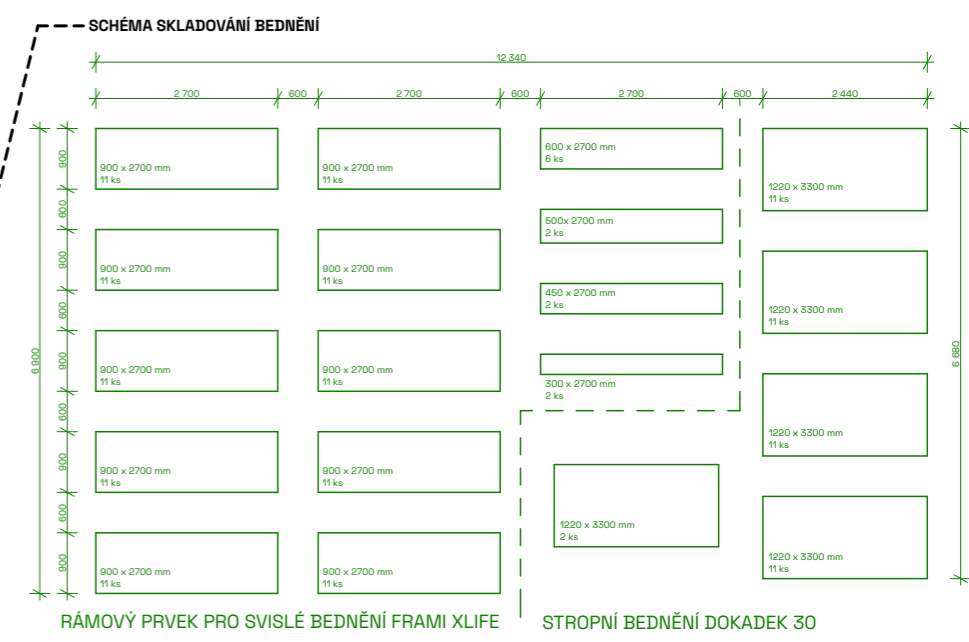 SCHÉMA SKLADOVÁNÍ BEDNĚNÍ
12 340
2 700
600
2 700
600
2 700
600
2 440
6 900
900
600
900
600
900
600
900
600
900
6 680
900 x 2700 mm
11 ks
900 x 2700 mm
11 ks
900 x 2700 mm
11 ks
900 x 2700 mm
11 ks
900 x 2700 mm
11 ks
900 x 2700 mm
11 ks
900 x 2700 mm
11 ks
900 x 2700 mm
11 ks
900 x 2700 mm
11 ks
900 x 2700 mm
11 ks
600 x 2700 mm
6 ks
500x 2700 mm
2 ks
450 x 2700 mm
2 ks
300 x 2700 mm
2 ks
1220 x 3300 mm
2 ks
1220 x 3300 mm
11 ks
1220 x 3300 mm
11 ks
1220 x 3300 mm
11 ks
1220 x 3300 mm
11 ks
RÁMOVÝ PRVEK PRO SVISLÉ BEDNĚNÍ FRAMI XLIFE
STROPNÍ BEDNĚNÍ DOKADEK 30